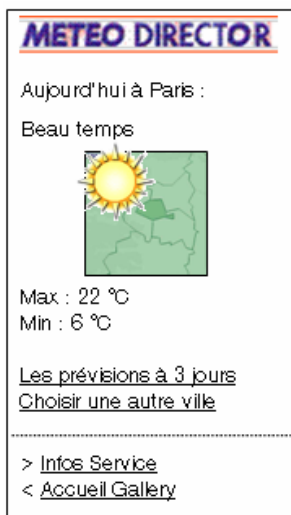 METEO DIRECTOR
Aujourd'hui à Paris :
Beau temps
Max : 22 °C
Min : 6 °C
Les prévisions à 3 jours
Choisir une autre ville
> Infos Service
< Accueil Gallery